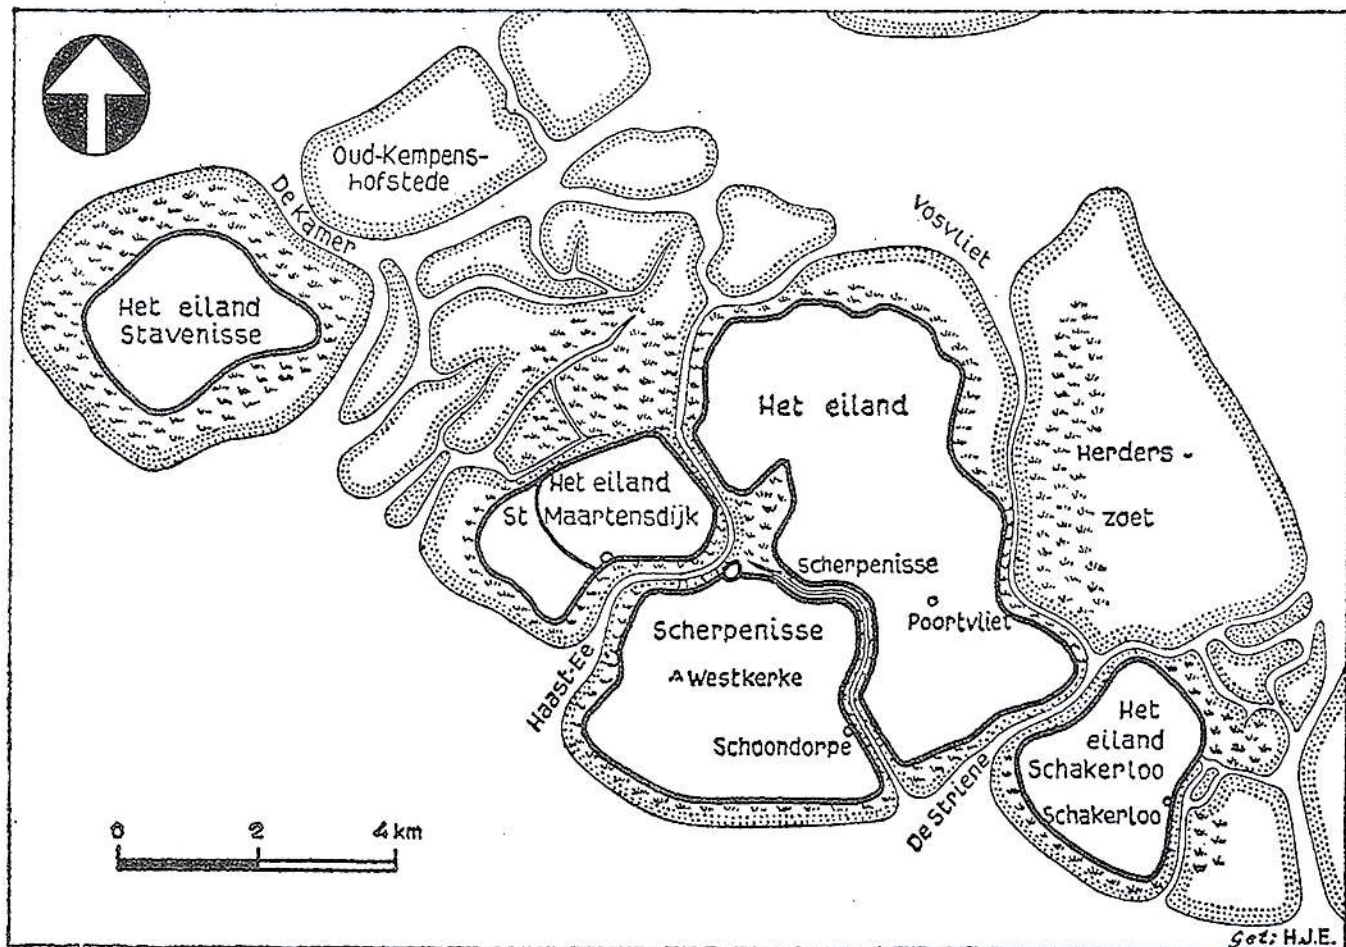 Oud-Kempens-
hofstede
De Kamer
Vosvliet
Het eiland
Stavenisse
Het eiland
Herders -
zoet
Het eiland
St Maartensdijk
Scherpenisse
Poortvliet
Scherpenisse
Westkerke
Haast-Ee
Schoondorpe
De Striene
Het
eiland
Schakerloo
Schakerloo
0 2 4 km
Get: H.J.E.